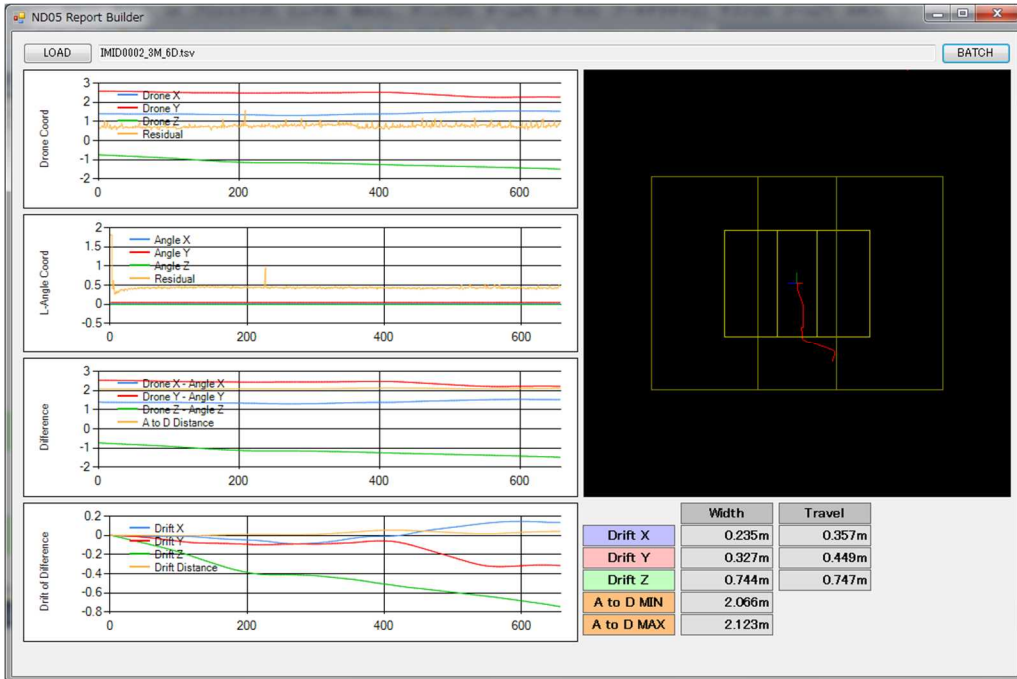 ND05 Report Builder
LOAD IMID0002_3M_6D.tsv BATCH
Drone Coord
3
2
1
0
-1
-2
Drone X
Drone Y
Drone Z
Residual
0 200 400 600
L-Angle Coord
2
1.5
1
0.5
0
-0.5
Angle X
Angle Y
Angle Z
Residual
0 200 400 600
Difference
3
2
1
0
-1
-2
Drone X - Angle X
Drone Y - Angle Y
Drone Z - Angle Z
A to D Distance
0 200 400 600
Drift of Difference
0.2
0
-0.2
-0.4
-0.6
-0.8
Drift X
Drift Y
Drift Z
Drift Distance
0 200 400 600
Width Travel
Drift X 0.235m 0.357m
Drift Y 0.327m 0.449m
Drift Z 0.744m 0.747m
A to D MIN 2.066m
A to D MAX 2.123m